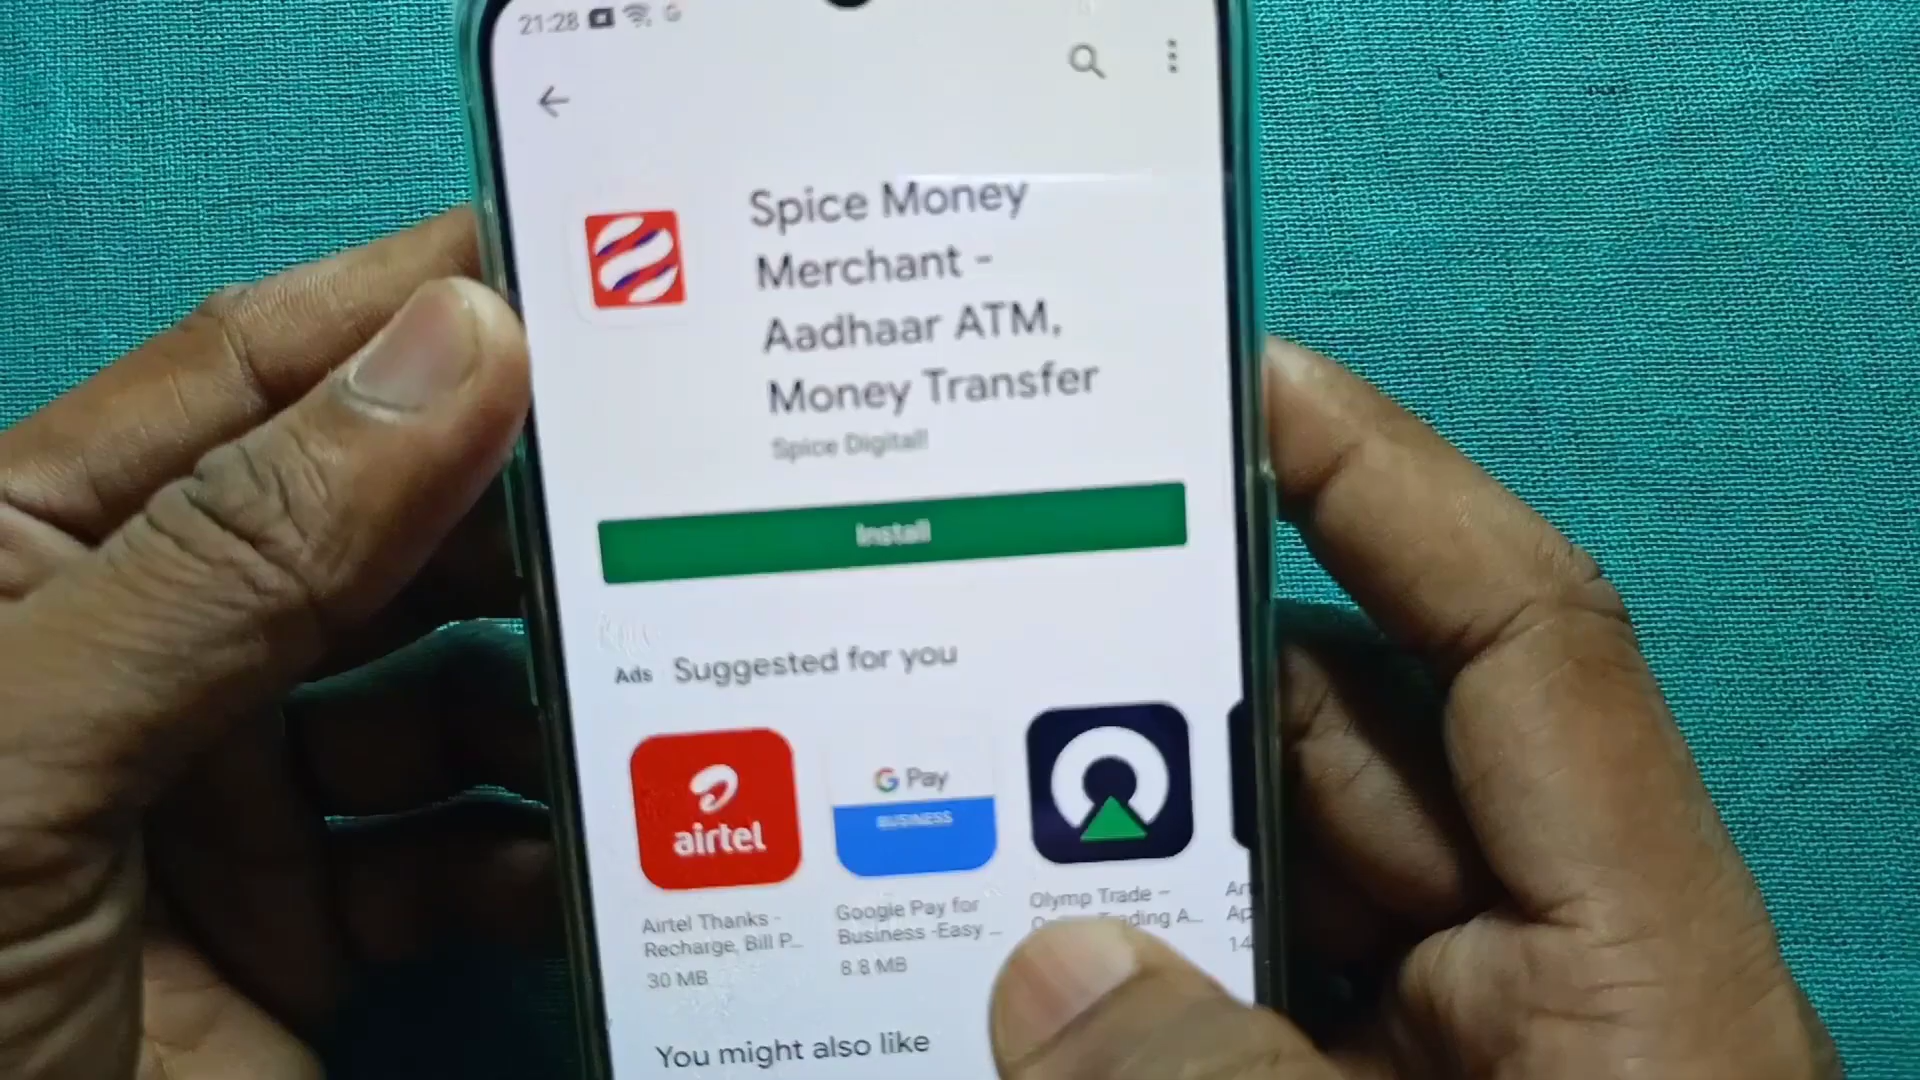 21:28
G
Spice Money
Merchant -
Aadhaar ATM,
Money Transfer
Spice Digital
Install
Ads Suggested for you
airtel
G Pay
BUSINESS
Airtel Thanks -
Recharge, Bill P...
30 MB
Google Pay for
Business -Easy ...
8.8 MB
Olymp Trade –
ading A...
You might also like